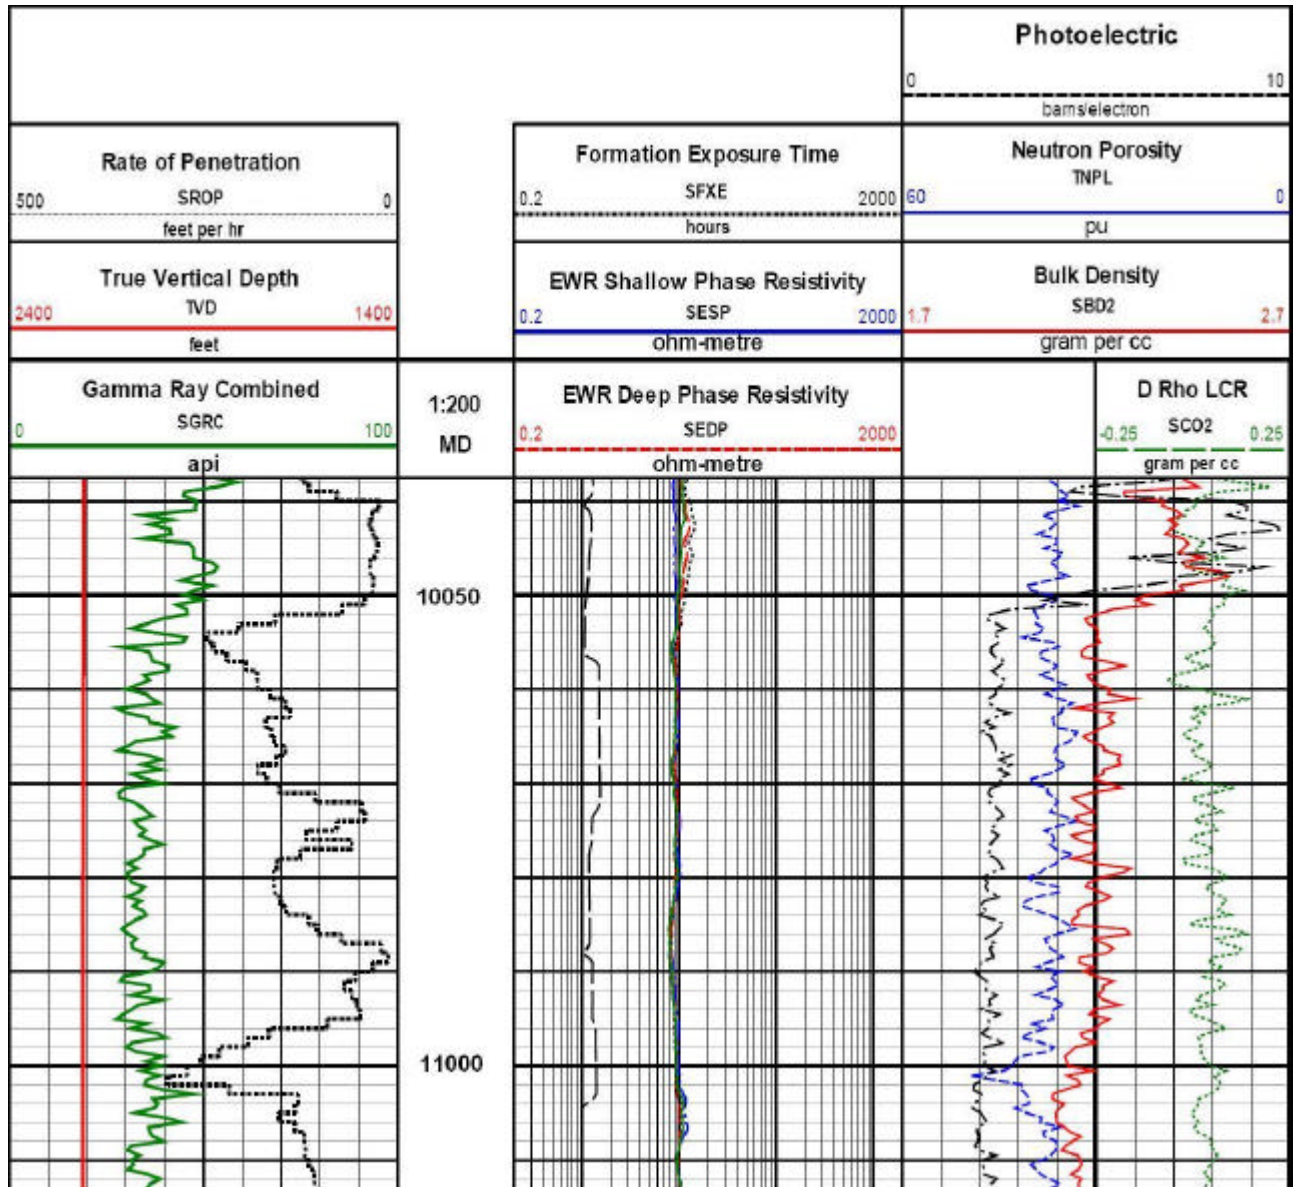 Photoelectric
0 10
barns/electron
Rate of Penetration
SROP
500 0
feet per hr
Formation Exposure Time
SFXE
0.2 2000
hours
Neutron Porosity
TNPL
60 0
pu
True Vertical Depth
TVD
2400 1400
feet
EWR Shallow Phase Resistivity
SESP
0.2 2000
ohm-metre
Bulk Density
SBD2
1.7 2.7
gram per cc
Gamma Ray Combined
SGRC
0 100
api
1:200
MD
EWR Deep Phase Resistivity
SEDP
0.2 2000
ohm-metre
D Rho LCR
SCO2
-0.25 0.25
gram per cc
10050
11000